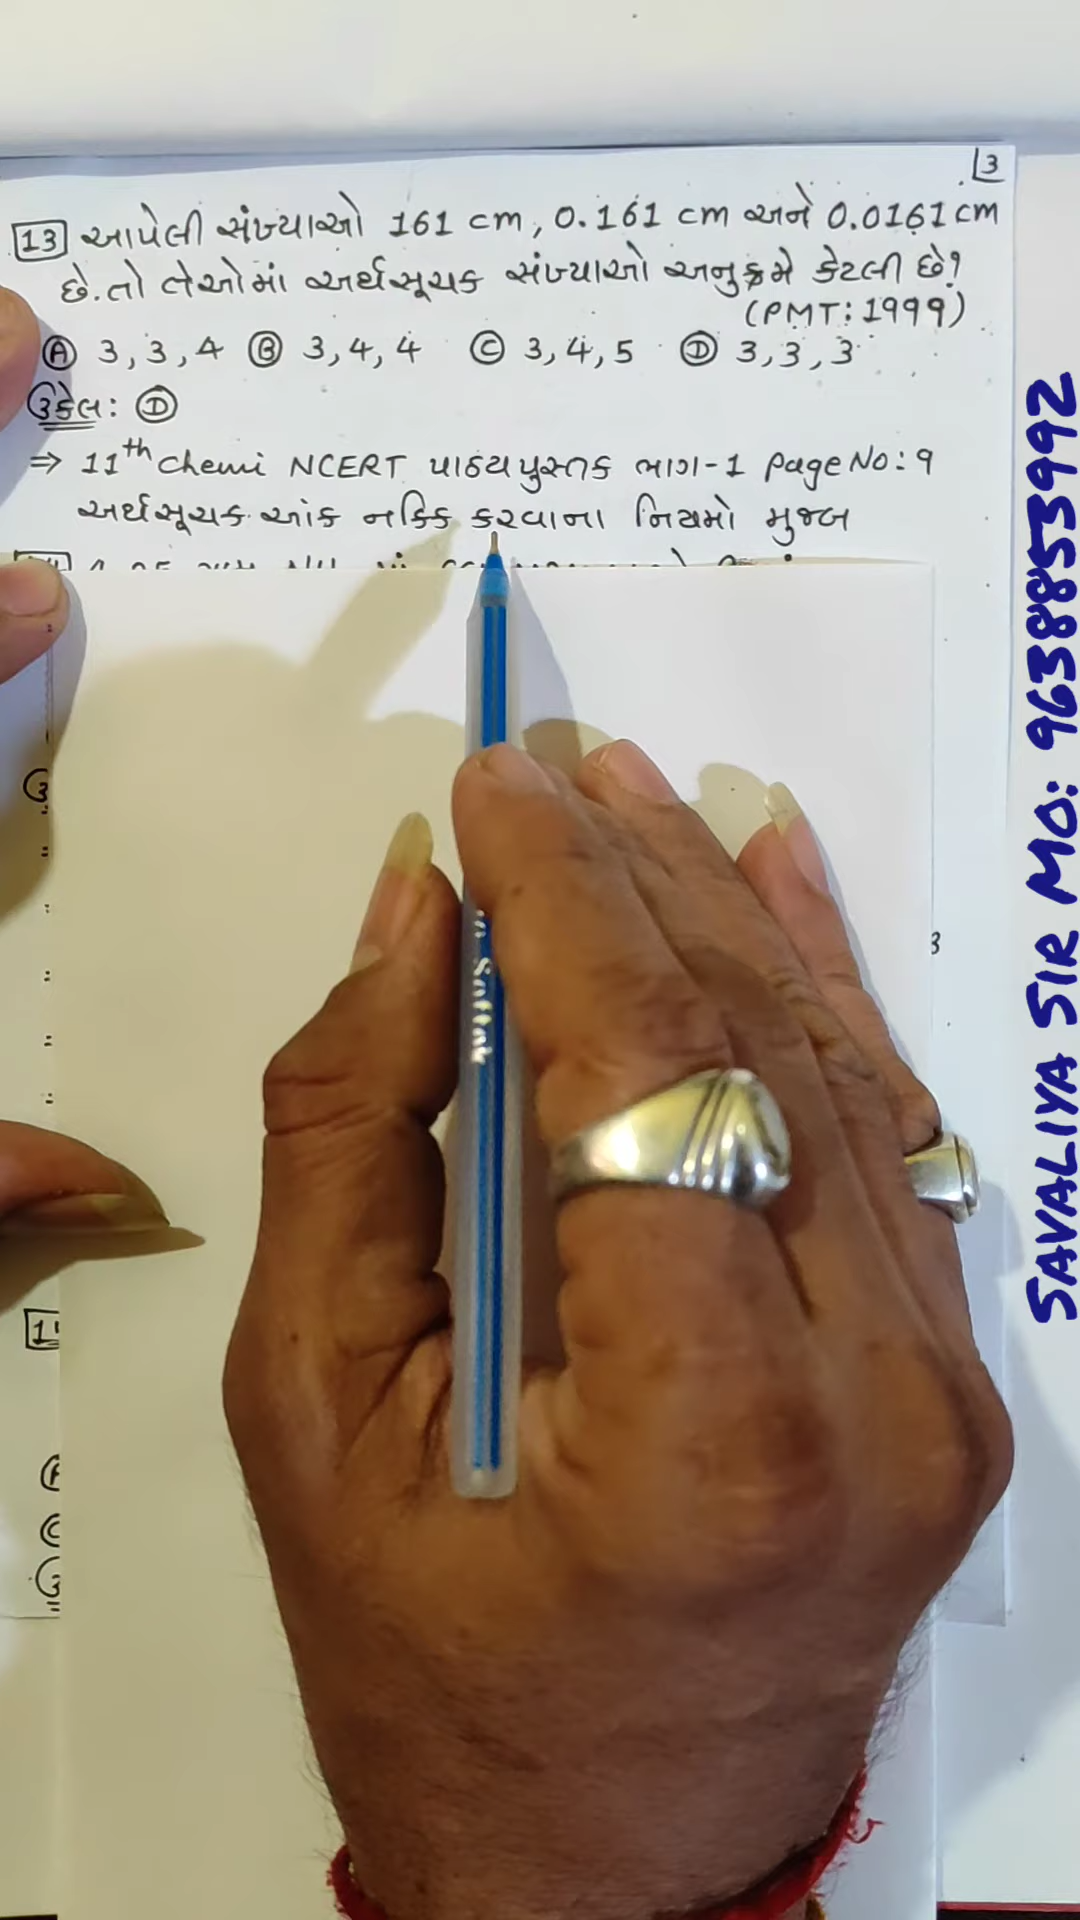 3
13 આપેલી સંખ્યાઓ 161 cm, 0.161 cm અને 0.0161 cm
છે. તો તેઓમાં અર્થસૂચક સંખ્યાઓ અનુક્રમે કેટલી છે?
(PMT: 1999)
Ⓐ 3, 3, 4 Ⓑ 3, 4, 4 Ⓒ 3, 4, 5 Ⓓ 3, 3, 3
ઉકેલ: Ⓓ
⇒ 11th chemi NCERT પાઠયપુસ્તક ભાગ-1 Page No: 9
અર્થસૂચક આંક નક્કિ કરવાના નિયમો મુજબ
3
SAVALIYA SIR MO: 9638853992